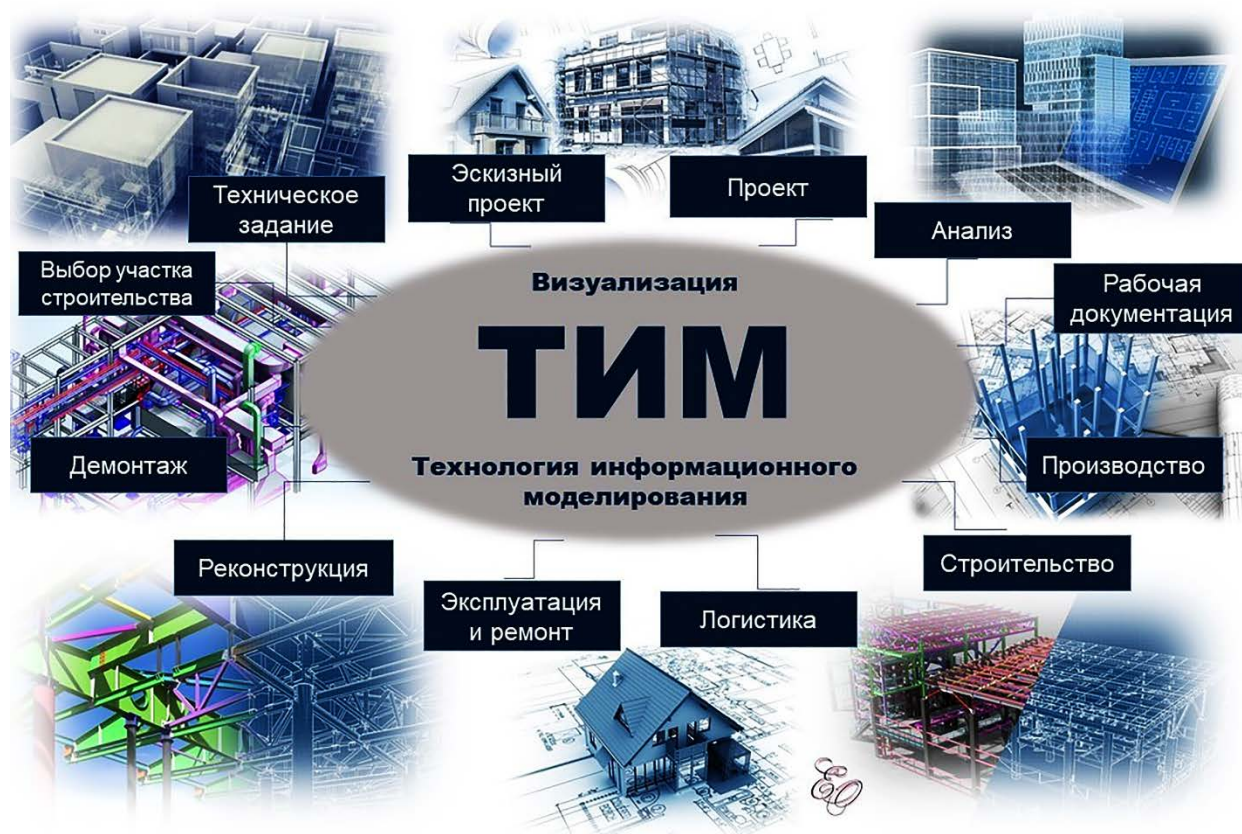 Эскизный
проект
Проект
Техническое
задание
Анализ
Выбор участка
строительства
Визуализация
Рабочая
документация
ТИМ
Демонтаж
Технология информационного
моделирования
Производство
Реконструкция
Строительство
Эксплуатация
и ремонт
Логистика
ЕО